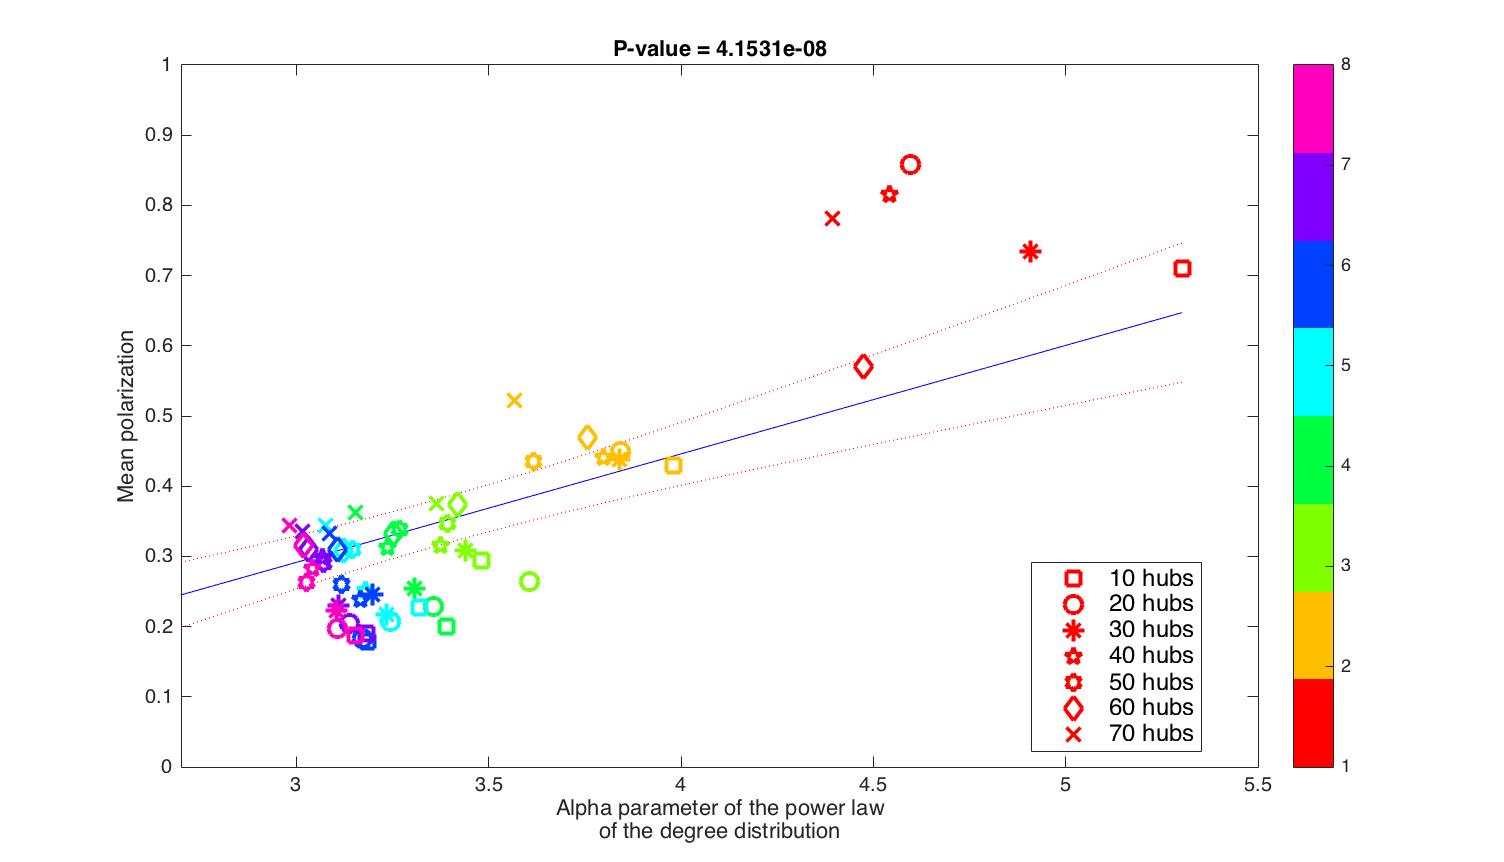 P-value = 4.1531e-08
1
0.9
0.8
0.7
0.6
0.5
0.4
0.3
0.2
0.1
0
Mean polarization
3
3.5
4
4.5
5
5.5
Alpha parameter of the power law
of the degree distribution
10 hubs
20 hubs
30 hubs
40 hubs
50 hubs
60 hubs
70 hubs
8
7
6
5
4
3
2
1